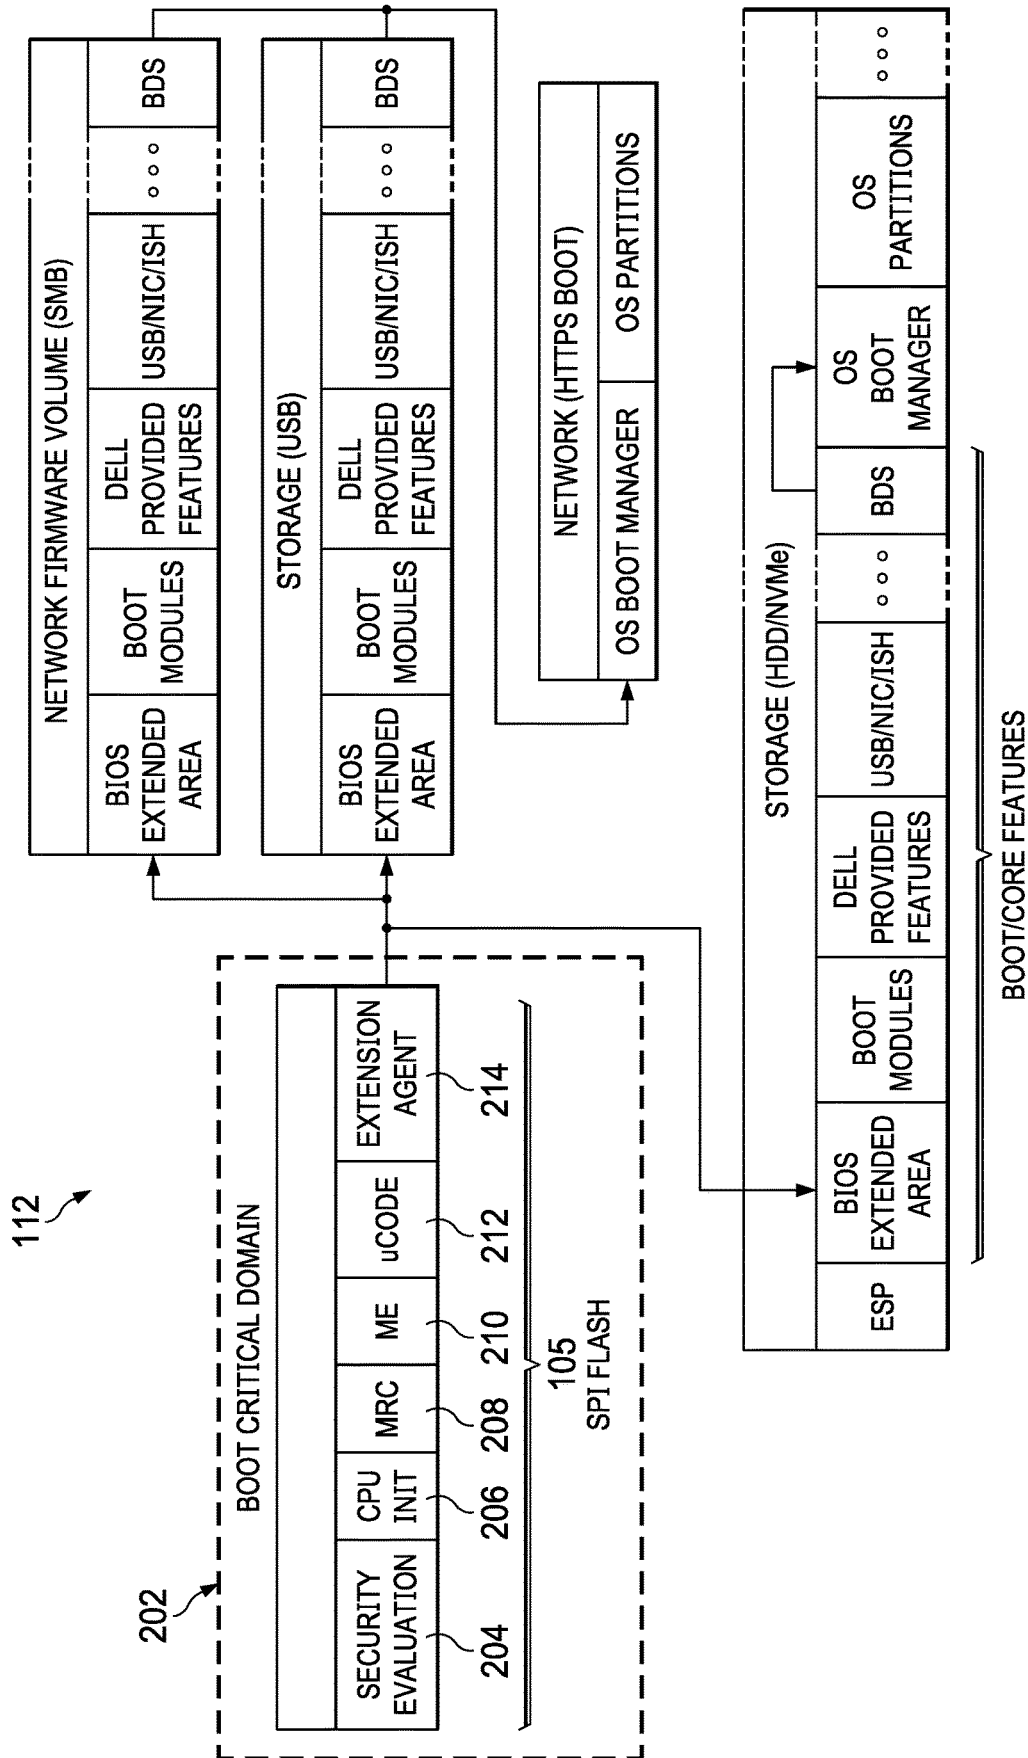 112
202
BOOT CRITICAL DOMAIN
SECURITY
EVALUATION
CPU
INIT
MRC
ME
uCODE
EXTENSION
AGENT
204
206
208
210
212
214
105
SPI FLASH
NETWORK FIRMWARE VOLUME (SMB)
BIOS
EXTENDED
AREA
BOOT
MODULES
DELL
PROVIDED
FEATURES
USB/NIC/ISH
BDS
STORAGE (USB)
BIOS
EXTENDED
AREA
BOOT
MODULES
DELL
PROVIDED
FEATURES
USB/NIC/ISH
BDS
NETWORK (HTTPS BOOT)
OS BOOT MANAGER
OS PARTITIONS
STORAGE (HDD/NVMe)
ESP
BIOS
EXTENDED
AREA
BOOT
MODULES
DELL
PROVIDED
FEATURES
USB/NIC/ISH
BDS
OS
BOOT
MANAGER
OS
PARTITIONS
BOOT/CORE FEATURES